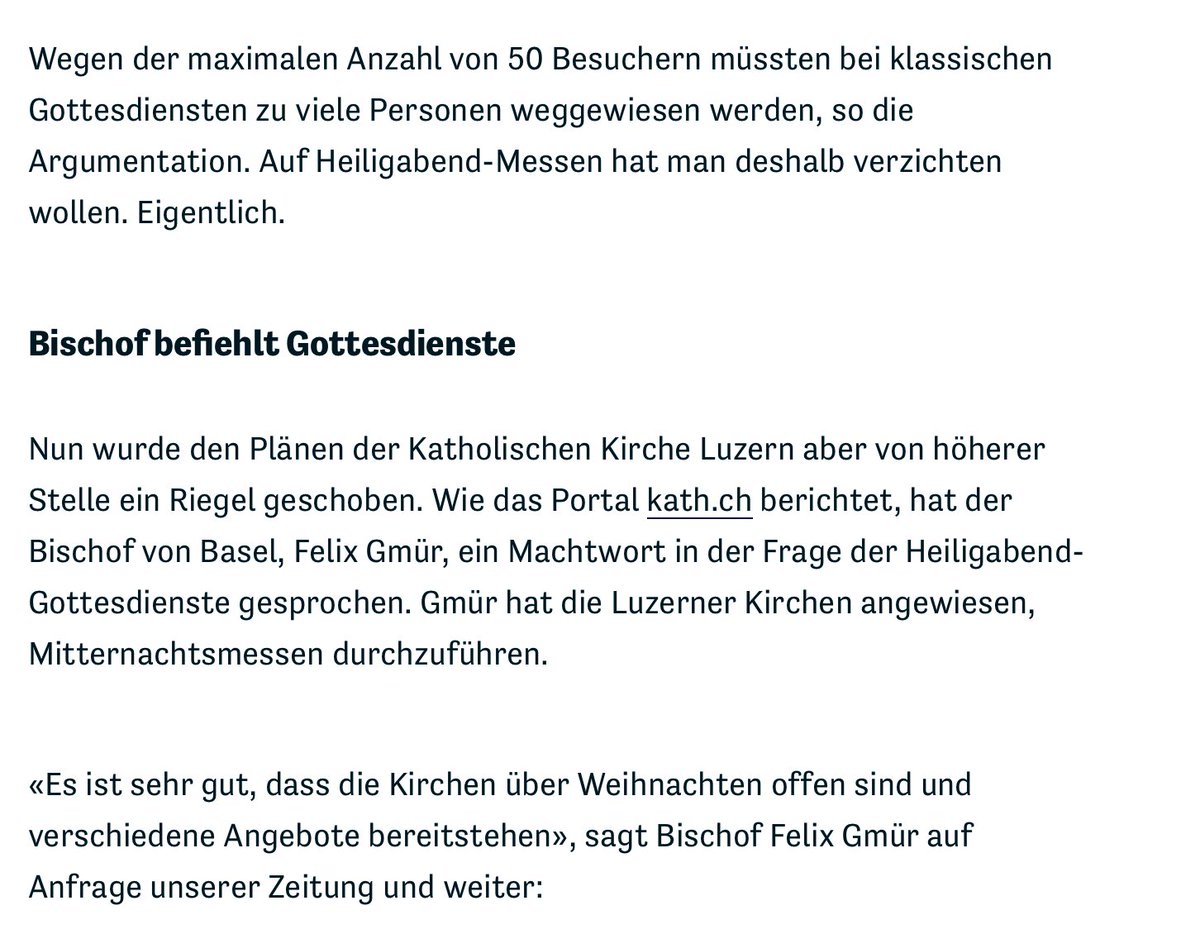 Wegen der maximalen Anzahl von 50 Besuchern müssten bei klassischen
Gottesdiensten zu viele Personen weggewiesen werden, so die
Argumentation. Auf Heiligabend-Messen hat man deshalb verzichten
wollen. Eigentlich.
Bischof befiehlt Gottesdienste
Nun wurde den Plänen der Katholischen Kirche Luzern aber von höherer
Stelle ein Riegel geschoben. Wie das Portal kath.ch berichtet, hat der
Bischof von Basel, Felix Gmür, ein Machtwort in der Frage der Heiligabend-
Gottesdienste gesprochen. Gmür hat die Luzerner Kirchen angewiesen,
Mitternachtsmessen durchzuführen.
«Es ist sehr gut, dass die Kirchen über Weihnachten offen sind und
verschiedene Angebote bereitstehen», sagt Bischof Felix Gmür auf
Anfrage unserer Zeitung und weiter: